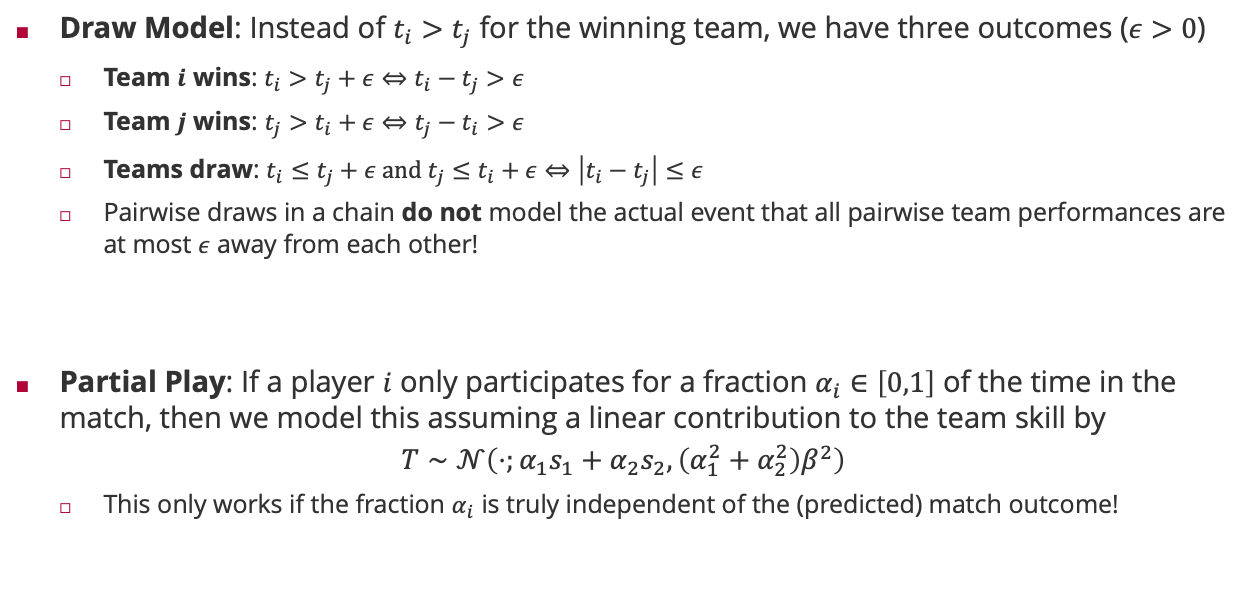 Draw Model: Instead of tᵢ > tⱼ for the winning team, we have three outcomes (ϵ > 0)
Team i wins: tᵢ > tⱼ + ϵ ⇔ tᵢ − tⱼ > ϵ
Team j wins: tⱼ > tᵢ + ϵ ⇔ tⱼ − tᵢ > ϵ
Teams draw: tᵢ ≤ tⱼ + ϵ and tⱼ ≤ tᵢ + ϵ ⇔ |tᵢ − tⱼ| ≤ ϵ
Pairwise draws in a chain do not model the actual event that all pairwise team performances are
at most ϵ away from each other!
Partial Play: If a player i only participates for a fraction αᵢ ∈ [0,1] of the time in the
match, then we model this assuming a linear contribution to the team skill by
T ~ 𝒩(·; α₁s₁ + α₂s₂, (α₁² + α₂²)β²)
This only works if the fraction αᵢ is truly independent of the (predicted) match outcome!